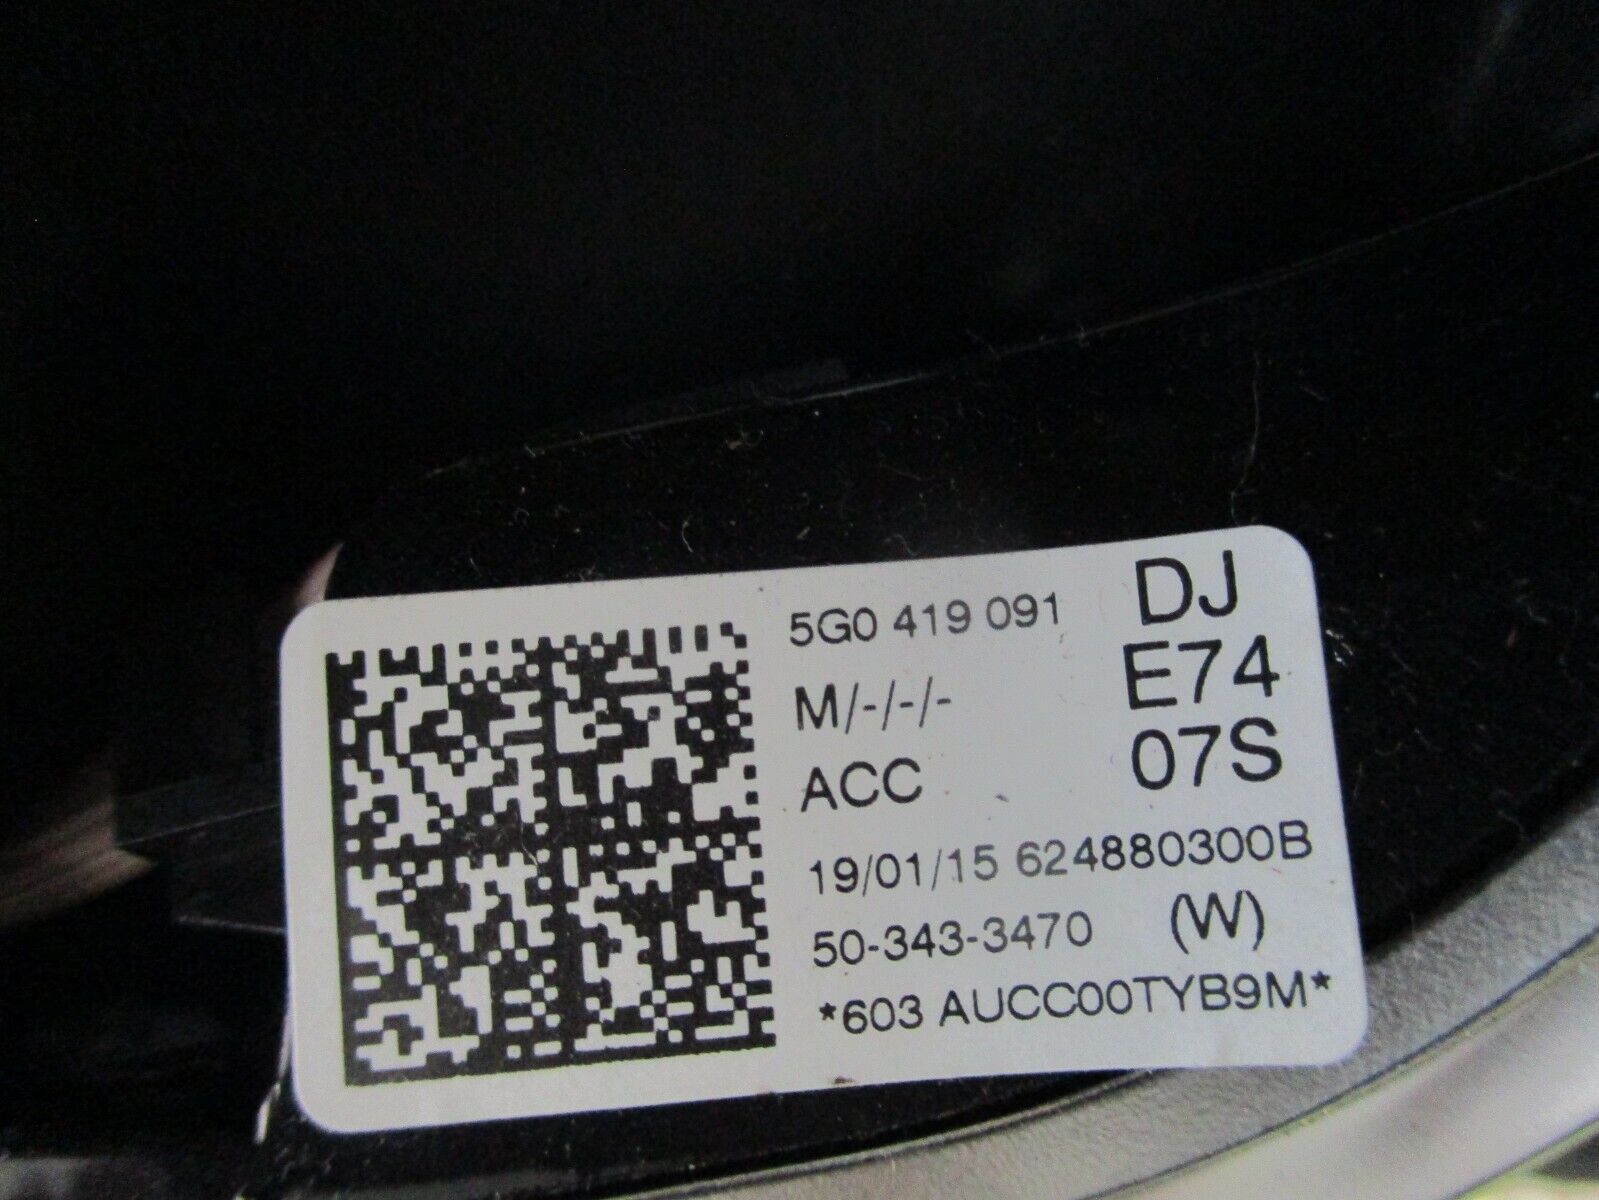 5G0 419 091
DJ
M/-/-/-
E74
ACC
07S
19/01/15 624880300B
50-343-3470 (W)
*603 AUCC00TYB9M*